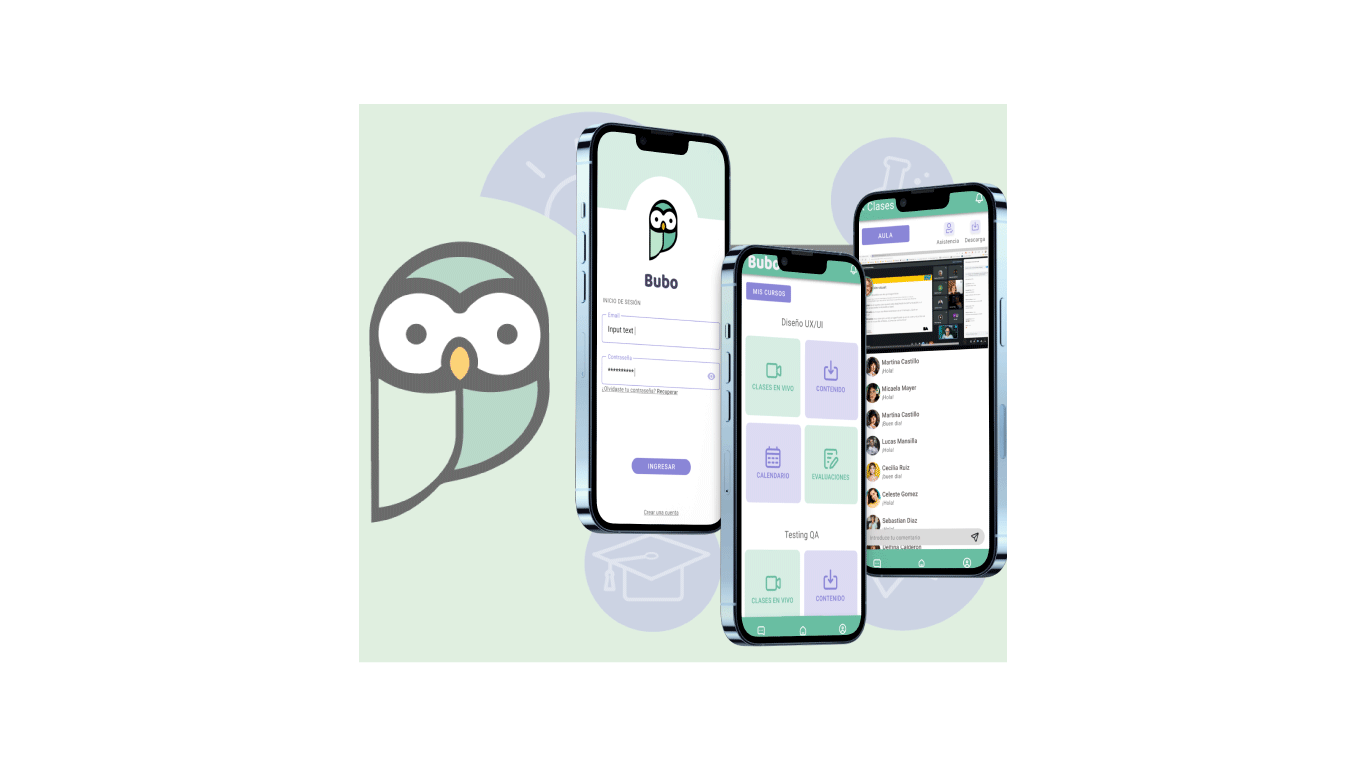 Bubo
INICIO DE SESIÓN
Email
Input text
Contraseña
**********
¿Olvidaste tu contraseña? Recuperar
INGRESAR
Crear una cuenta
Bubo
MIS CURSOS
Diseño UX/UI
CLASES EN VIVO
CONTENIDO
CALENDARIO
EVALUACIONES
Testing QA
CLASES EN VIVO
CONTENIDO
Clases
AULA
Asistencia
Descarga
Martina Castillo
¡Hola!
Micaela Mayer
¡Hola!
Martina Castillo
¡Buen dia!
Lucas Mansilla
¡Hola!
Cecilia Ruiz
¡Buen dia!
Celeste Gomez
¡Hola!
Sebastian Diaz
¡Hola!
Introduce tu comentario